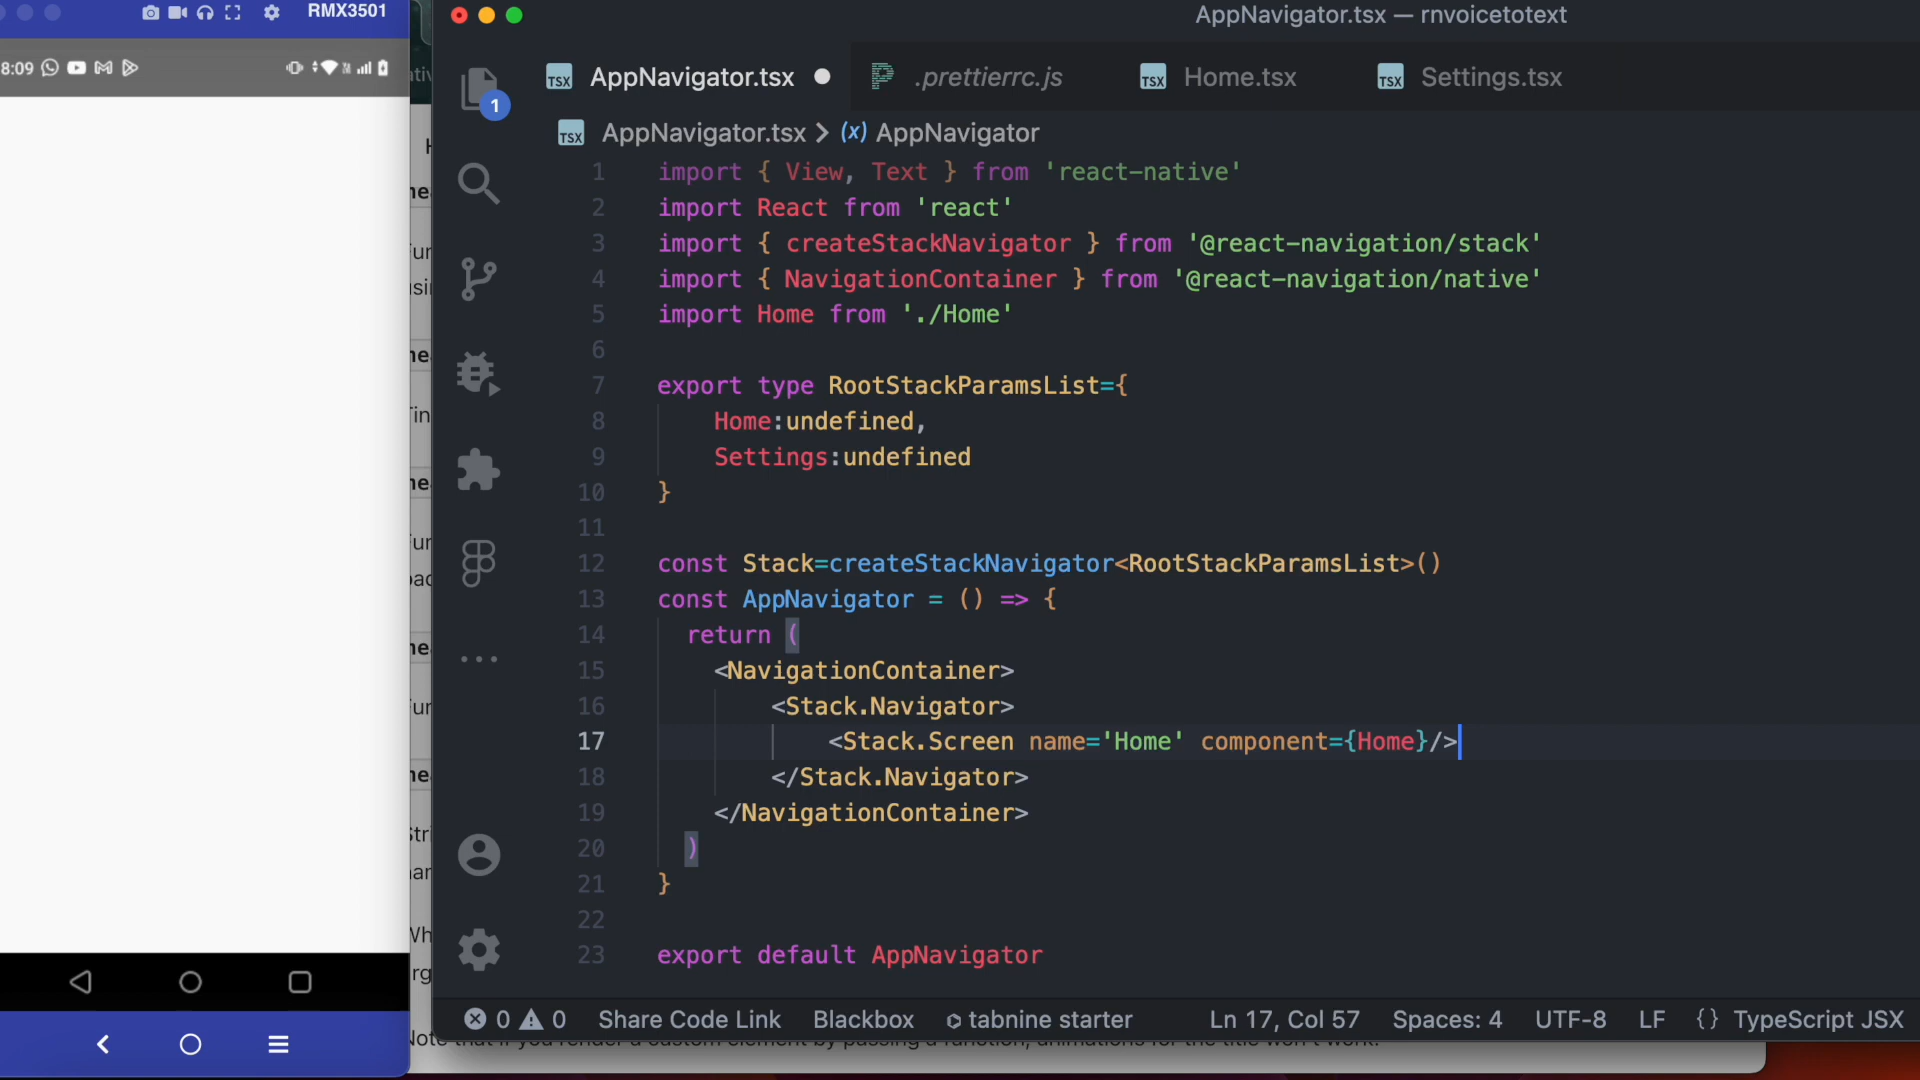 RMX3501
8:09
AppNavigator.tsx — rnvoicetotext
1
TSX AppNavigator.tsx
.prettierrc.js
TSX Home.tsx
TSX Settings.tsx
TSX AppNavigator.tsx > (x) AppNavigator
1 import { View, Text } from 'react-native'
2 import React from 'react'
3 import { createStackNavigator } from '@react-navigation/stack'
4 import { NavigationContainer } from '@react-navigation/native'
5 import Home from './Home'
6
7 export type RootStackParamsList={
8 Home:undefined,
9 Settings:undefined
10 }
11
12 const Stack=createStackNavigator<RootStackParamsList>()
13 const AppNavigator = () => {
14 return (
15 <NavigationContainer>
16 <Stack.Navigator>
17 <Stack.Screen name='Home' component={Home}/>
18 </Stack.Navigator>
19 </NavigationContainer>
20 )
21 }
22
23 export default AppNavigator
0 0 Share Code Link Blackbox tabnine starter Ln 17, Col 57 Spaces: 4 UTF-8 LF {} TypeScript JSX